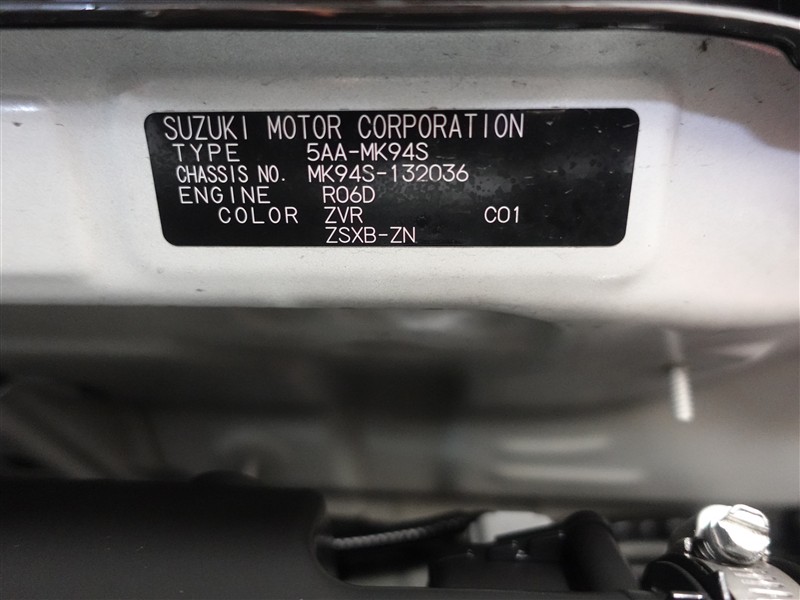 SUZUKI MOTOR CORPORATION
TYPE 5AA-MK94S
CHASSIS NO. MK94S-132036
ENGINE R06D
COLOR ZVR C01
ZSXB-ZN